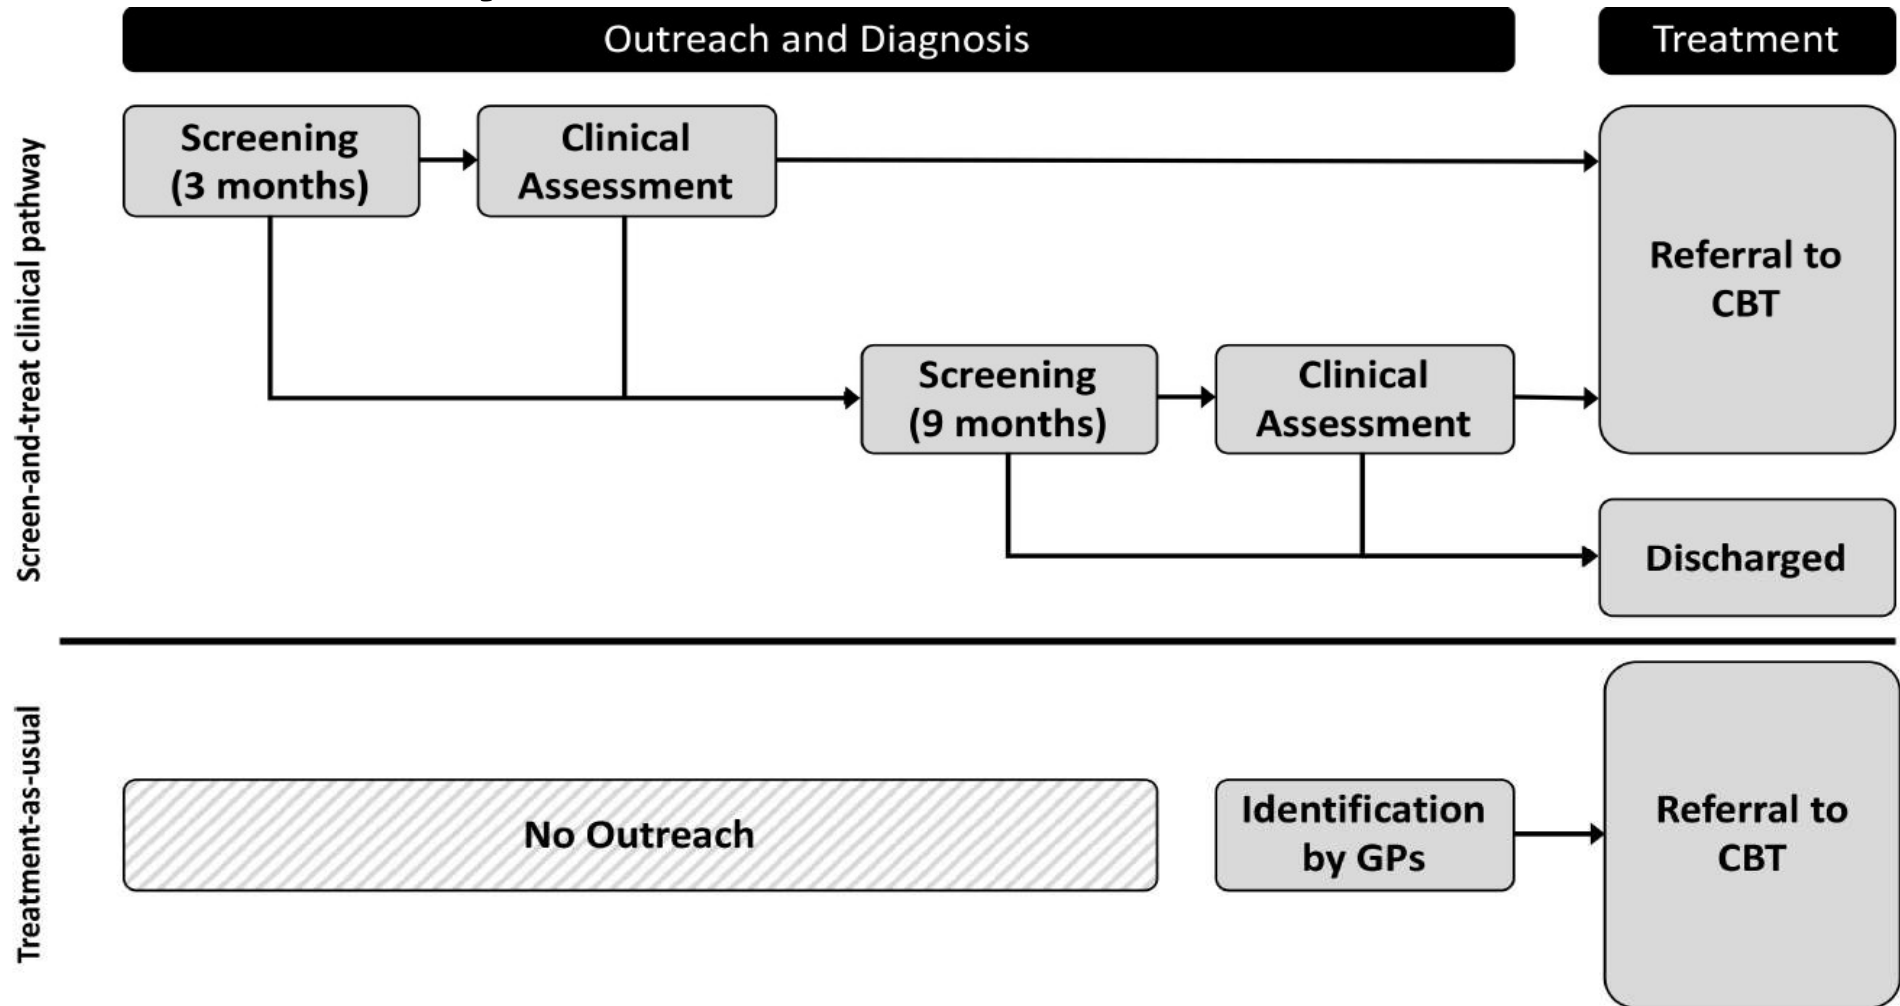 Outreach and Diagnosis
Treatment
Screen-and-treat clinical pathway
Screening
(3 months)
Clinical
Assessment
Referral to
CBT
Screening
(9 months)
Clinical
Assessment
Discharged
Treatment-as-usual
No Outreach
Identification
by GPs
Referral to
CBT